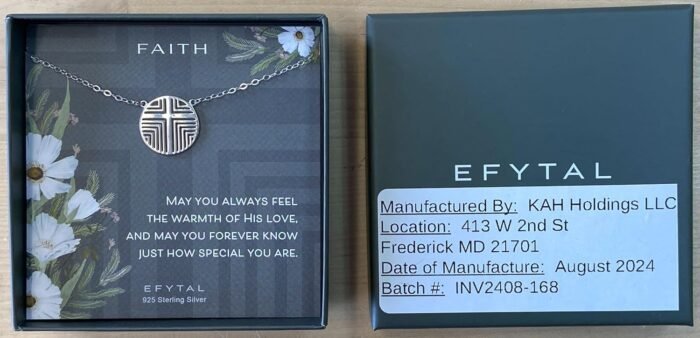 FAITH
MAY YOU ALWAYS FEEL
THE WARMTH OF HIS LOVE,
AND MAY YOU FOREVER KNOW
JUST HOW SPECIAL YOU ARE.
EFYTAL
925 Sterling Silver
EFYTAL
Manufactured By: KAH Holdings LLC
Location: 413 W 2nd St
Frederick MD 21701
Date of Manufacture: August 2024
Batch #: INV2408-168